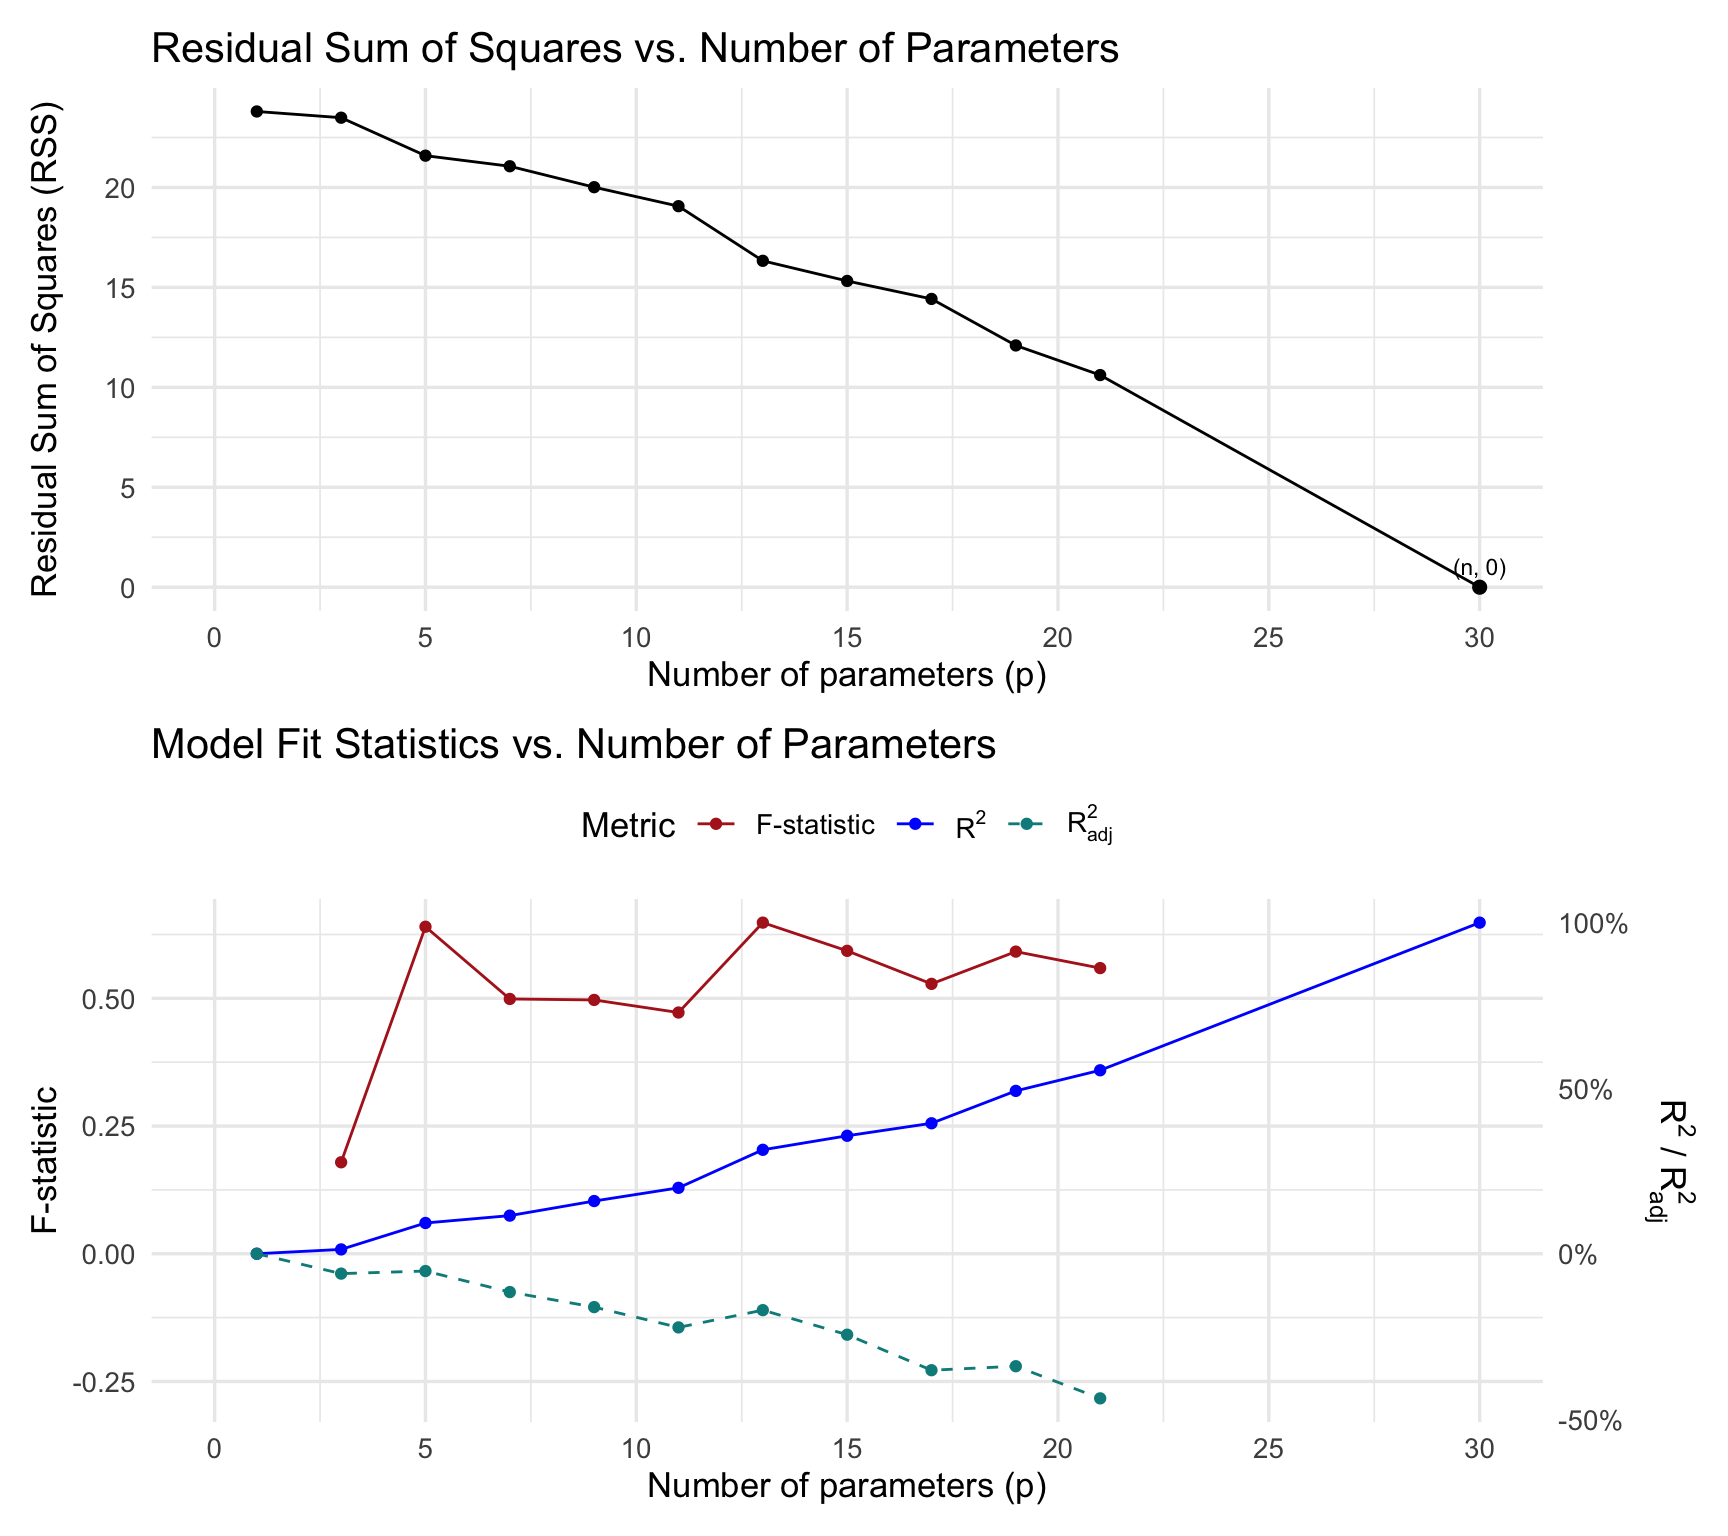 Residual Sum of Squares vs. Number of Parameters
Residual Sum of Squares (RSS)
20
15
10
5
0
(n, 0)
0 5 10 15 20 25 30
Number of parameters (p)
Model Fit Statistics vs. Number of Parameters
Metric F-statistic R² R²adj
F-statistic
0.50
0.25
0.00
-0.25
100%
50%
0%
-50%
R² / R²adj
0 5 10 15 20 25 30
Number of parameters (p)